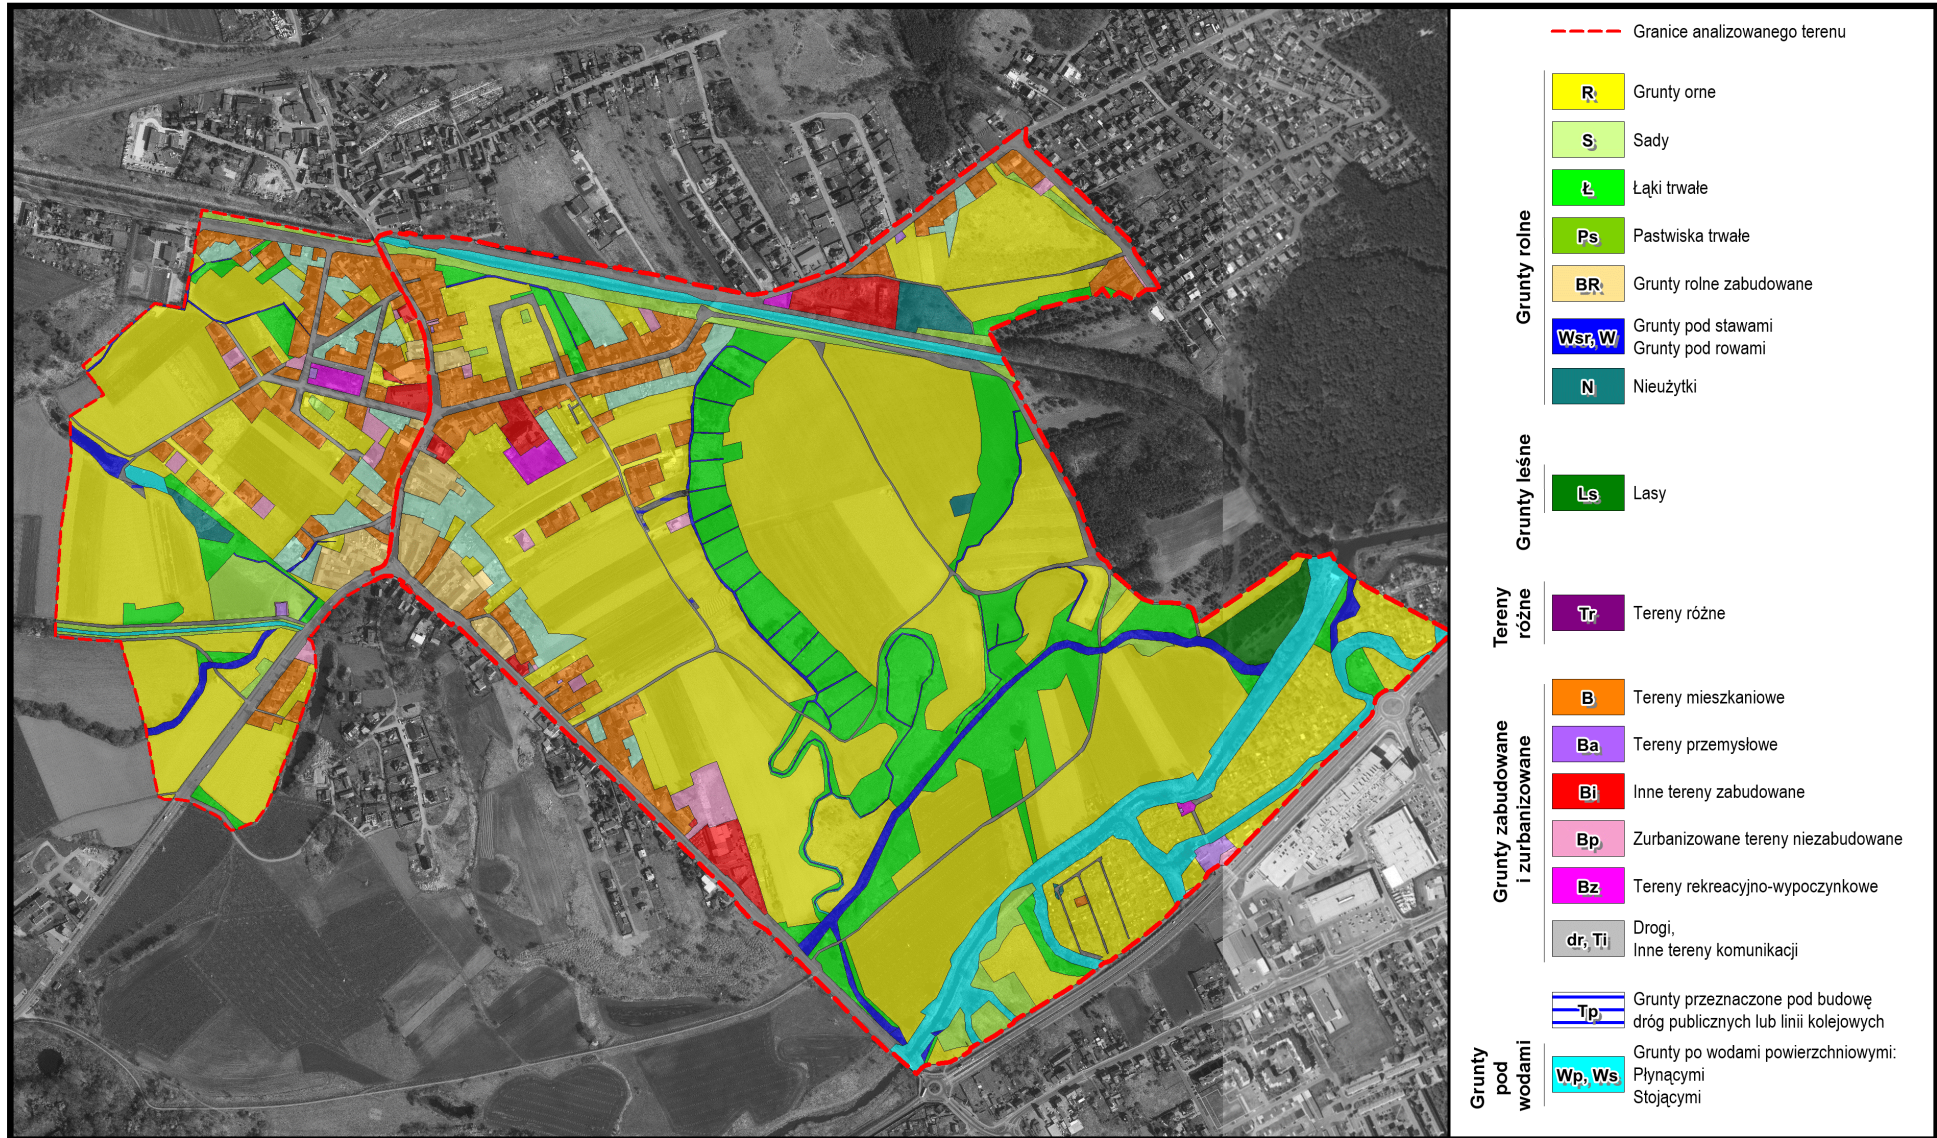 Granice analizowanego terenu
Grunty rolne
R Grunty orne
S Sady
Ł Łąki trwałe
Ps Pastwiska trwałe
BR Grunty rolne zabudowane
Wsr, W Grunty pod stawami
Grunty pod rowami
N Nieużytki
Grunty leśne
Ls Lasy
Tereny
różne
Tr Tereny różne
Grunty zabudowane
i zurbanizowane
B Tereny mieszkaniowe
Ba Tereny przemysłowe
Bi Inne tereny zabudowane
Bp Zurbanizowane tereny niezabudowane
Bz Tereny rekreacyjno-wypoczynkowe
dr, Ti Drogi,
Inne tereny komunikacji
Tp Grunty przeznaczone pod budowę
dróg publicznych lub linii kolejowych
Grunty
pod
wodami
Wp, Ws Grunty po wodami powierzchniowymi:
Płynącymi
Stojącymi